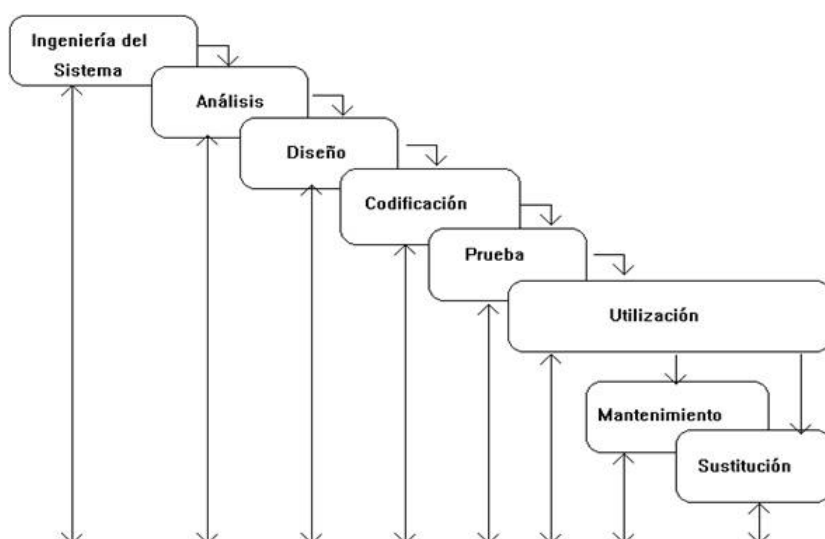 Ingeniería del
Sistema
Análisis
Diseño
Codificación
Prueba
Utilización
Mantenimiento
Sustitución